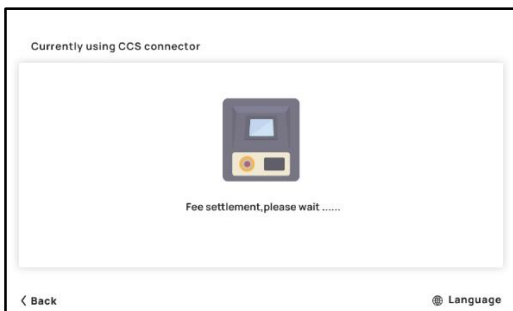 Currently using CCS connector
Fee settlement,please wait ......
Back
Language